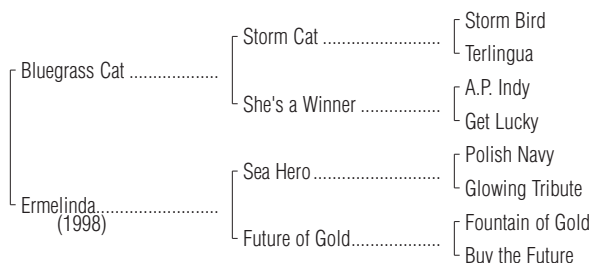 Storm Bird
Storm Cat ........................
Terlingua
Bluegrass Cat ..................
A.P. Indy
She's a Winner ................
Get Lucky
Polish Navy
Sea Hero..........................
Glowing Tribute
Ermelinda.........................
(1998)
Fountain of Gold
Future of Gold..................
Buy the Future